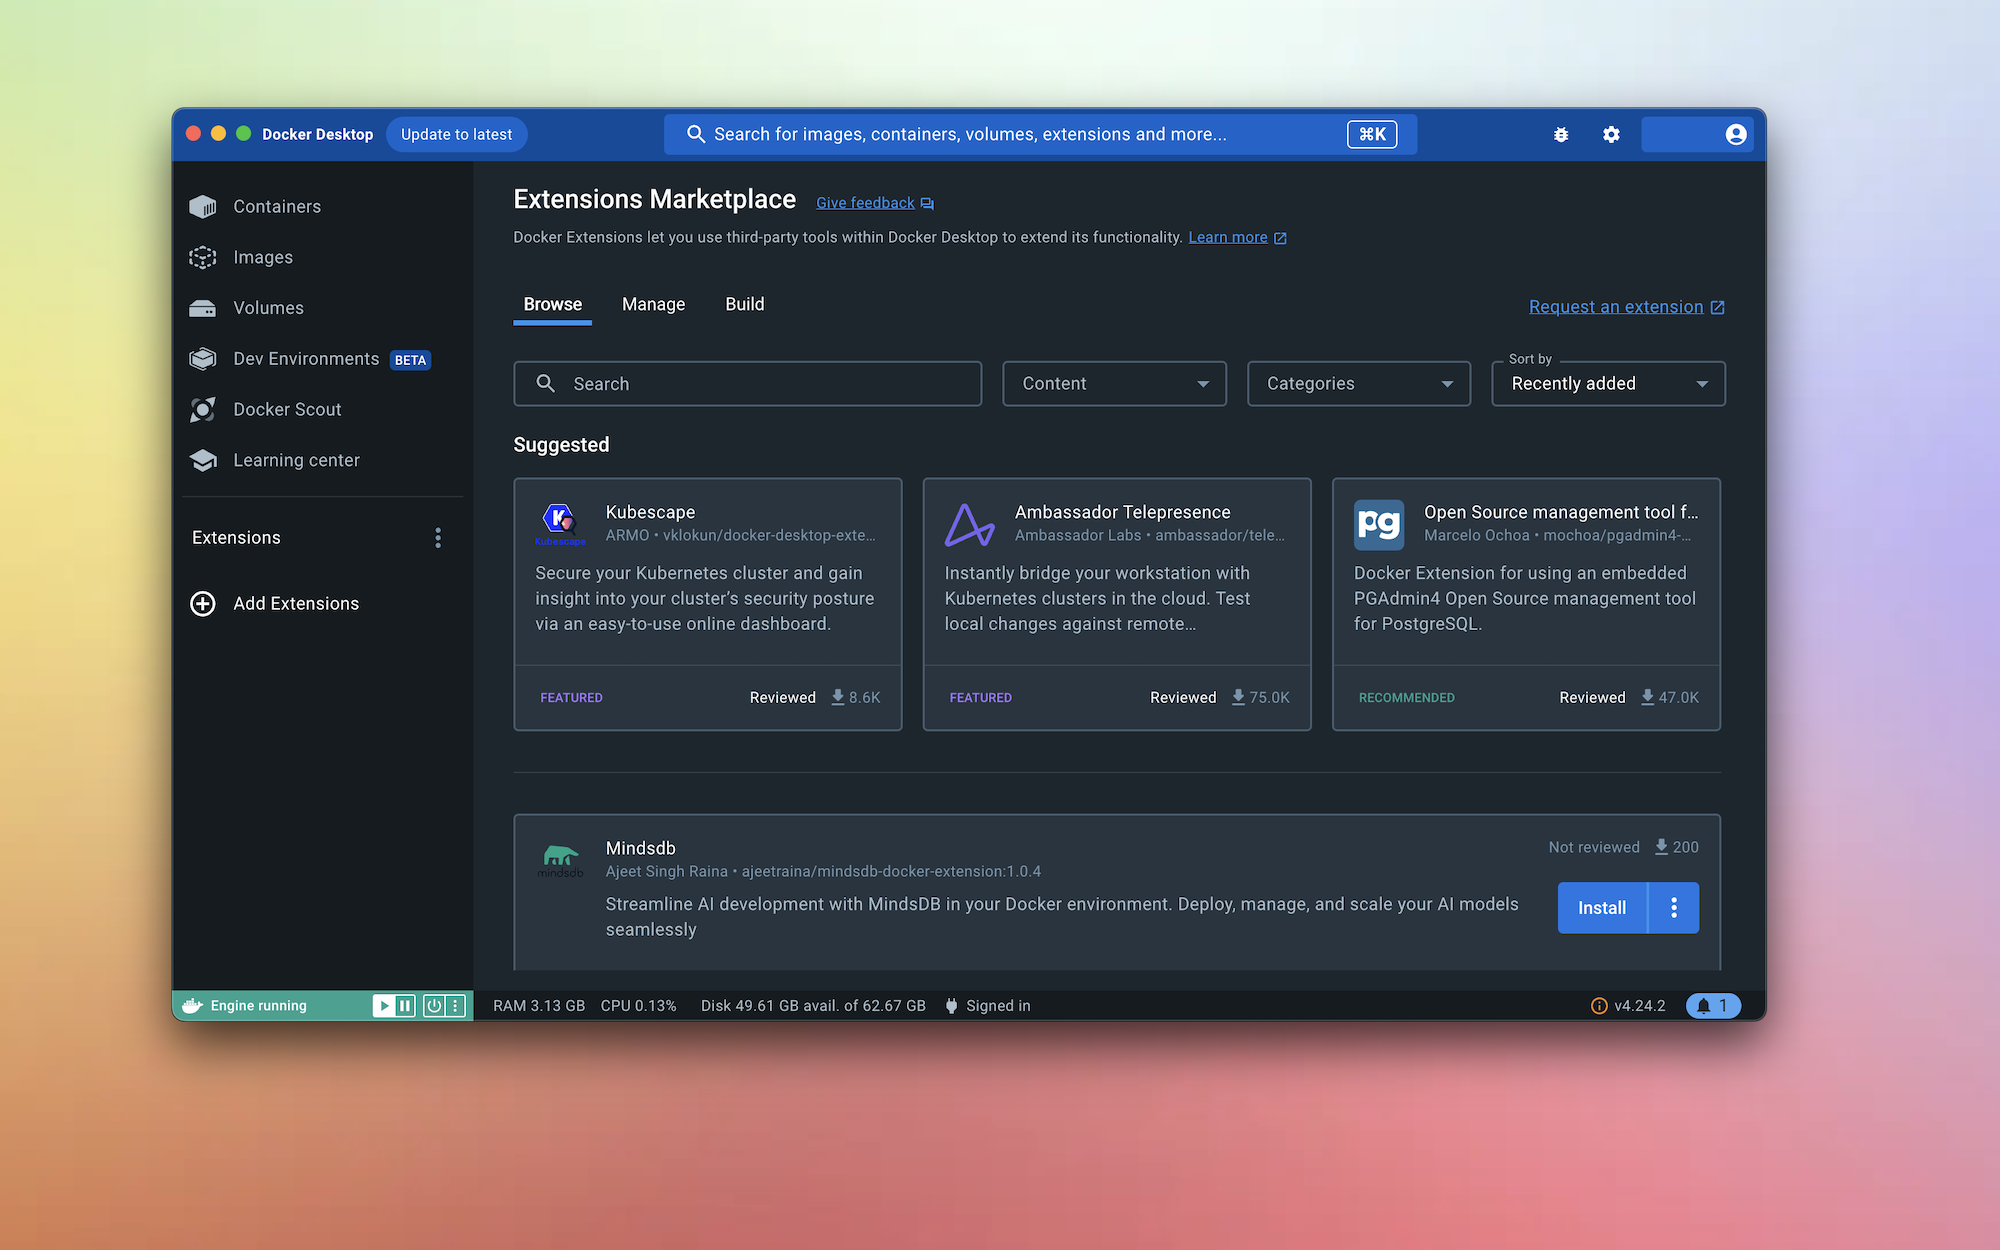 Docker Desktop
Update to latest
Search for images, containers, volumes, extensions and more...
⌘K
Containers
Images
Volumes
Dev Environments BETA
Docker Scout
Learning center
Extensions
Add Extensions
Extensions Marketplace Give feedback
Docker Extensions let you use third-party tools within Docker Desktop to extend its functionality. Learn more
Browse Manage Build
Request an extension
Search
Content
Categories
Sort by
Recently added
Suggested
K
Kubescape
Kubescape
ARMO • vklokun/docker-desktop-exte...
Secure your Kubernetes cluster and gain
insight into your cluster’s security posture
via an easy-to-use online dashboard.
FEATURED Reviewed 8.6K
Ambassador Telepresence
Ambassador Labs • ambassador/tele...
Instantly bridge your workstation with
Kubernetes clusters in the cloud. Test
local changes against remote...
FEATURED Reviewed 75.0K
pg
Open Source management tool f...
Marcelo Ochoa • mochoa/pgadmin4-...
Docker Extension for using an embedded
PGAdmin4 Open Source management tool
for PostgreSQL.
RECOMMENDED Reviewed 47.0K
mindsdb
Mindsdb
Ajeet Singh Raina • ajeetraina/mindsdb-docker-extension:1.0.4
Streamline AI development with MindsDB in your Docker environment. Deploy, manage, and scale your AI models
seamlessly
Not reviewed 200
Install
Engine running
RAM 3.13 GB CPU 0.13% Disk 49.61 GB avail. of 62.67 GB Signed in
v4.24.2
1